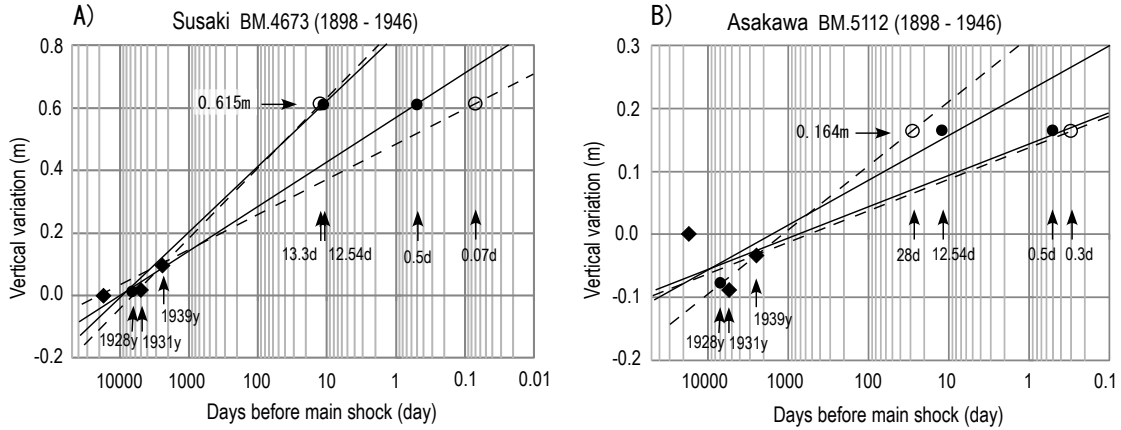 A)
Susaki BM.4673 (1898 - 1946)
Vertical variation (m)
0.8
0.6
0.4
0.2
0.0
-0.2
0.615m
13.3d
12.54d
0.5d
0.07d
1939y
1928y
1931y
10000
1000
100
10
1
0.1
0.01
Days before main shock (day)
B)
Asakawa BM.5112 (1898 - 1946)
Vertical variation (m)
0.3
0.2
0.1
0.0
-0.1
-0.2
0.164m
28d
12.54d
0.5d
0.3d
1939y
1928y
1931y
10000
1000
100
10
1
0.1
Days before main shock (day)